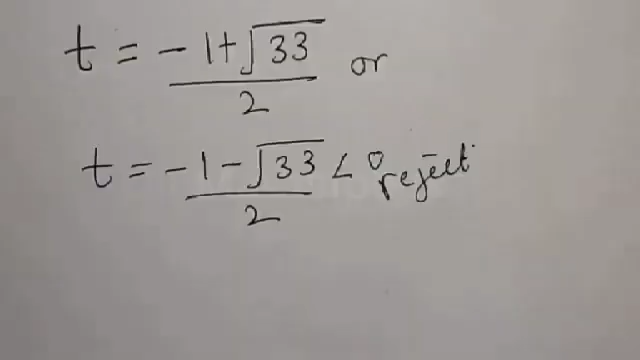 t = -1+√33/2 or
t = -1-√33/2 < 0 reject